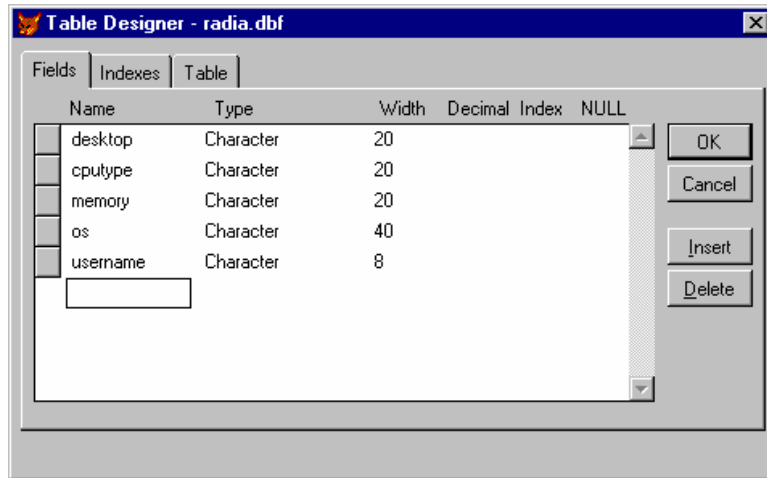 Table Designer - radia.dbf
Fields Indexes Table
Name Type Width Decimal Index NULL
desktop Character 20
cputype Character 20
memory Character 20
os Character 40
username Character 8
OK
Cancel
Insert
Delete